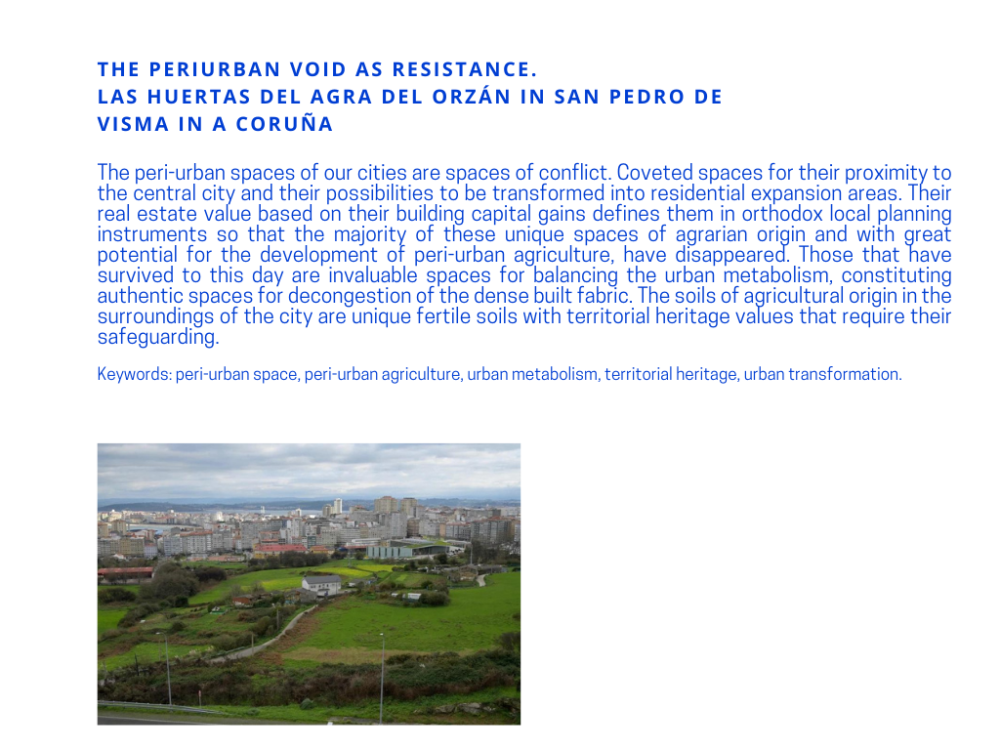 THE PERIURBAN VOID AS RESISTANCE.
LAS HUERTAS DEL AGRA DEL ORZÁN IN SAN PEDRO DE
VISMA IN A CORUÑA
The peri-urban spaces of our cities are spaces of conflict. Coveted spaces for their proximity to
the central city and their possibilities to be transformed into residential expansion areas. Their
real estate value based on their building capital gains defines them in orthodox local planning
instruments so that the majority of these unique spaces of agrarian origin and with great
potential for the development of peri-urban agriculture, have disappeared. Those that have
survived to this day are invaluable spaces for balancing the urban metabolism, constituting
authentic spaces for decongestion of the dense built fabric. The soils of agricultural origin in the
surroundings of the city are unique fertile soils with territorial heritage values that require their
safeguarding.
Keywords: peri-urban space, peri-urban agriculture, urban metabolism, territorial heritage, urban transformation.